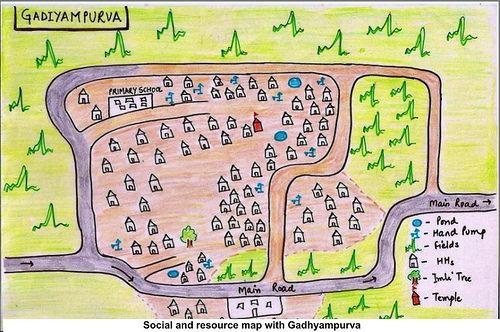 GADIYAMPURVA
PRIMARY SCHOOL
Main Road →
- Pond
- Hand Pump
- Fields
- HHs
- Imli Tree
- Temple
Main Road
Social and resource map with Gadhyampurva